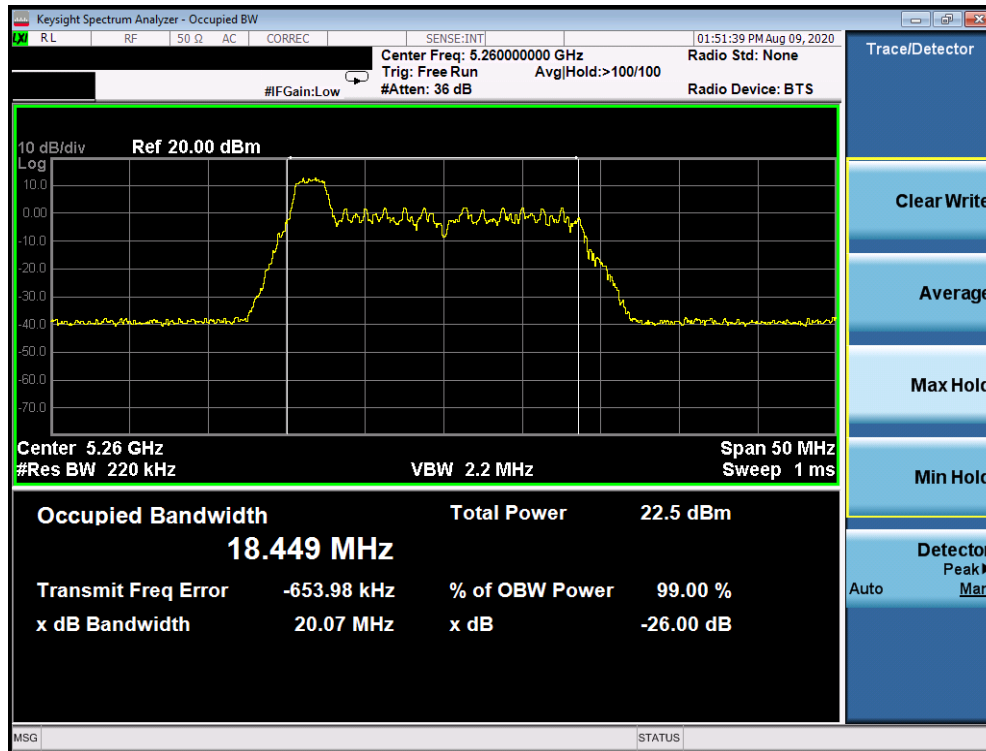 Keysight Spectrum Analyzer - Occupied BW
LXI RL RF 50 Ω AC CORREC SENSE:INT 01:51:39 PM Aug 09, 2020
Center Freq: 5.260000000 GHz Radio Std: None
Trig: Free Run Avg|Hold:>100/100
#IFGain:Low #Atten: 36 dB Radio Device: BTS
10 dB/div Ref 20.00 dBm
Log
10.0
0.00
-10.0
-20.0
-30.0
-40.0
-50.0
-60.0
-70.0
Center 5.26 GHz Span 50 MHz
#Res BW 220 kHz VBW 2.2 MHz Sweep 1 ms
Occupied Bandwidth Total Power 22.5 dBm
18.449 MHz
Transmit Freq Error -653.98 kHz % of OBW Power 99.00 %
x dB Bandwidth 20.07 MHz x dB -26.00 dB
MSG STATUS
Trace/Detector
Clear Write
Average
Max Hold
Min Hold
Detector
Peak
Auto Man